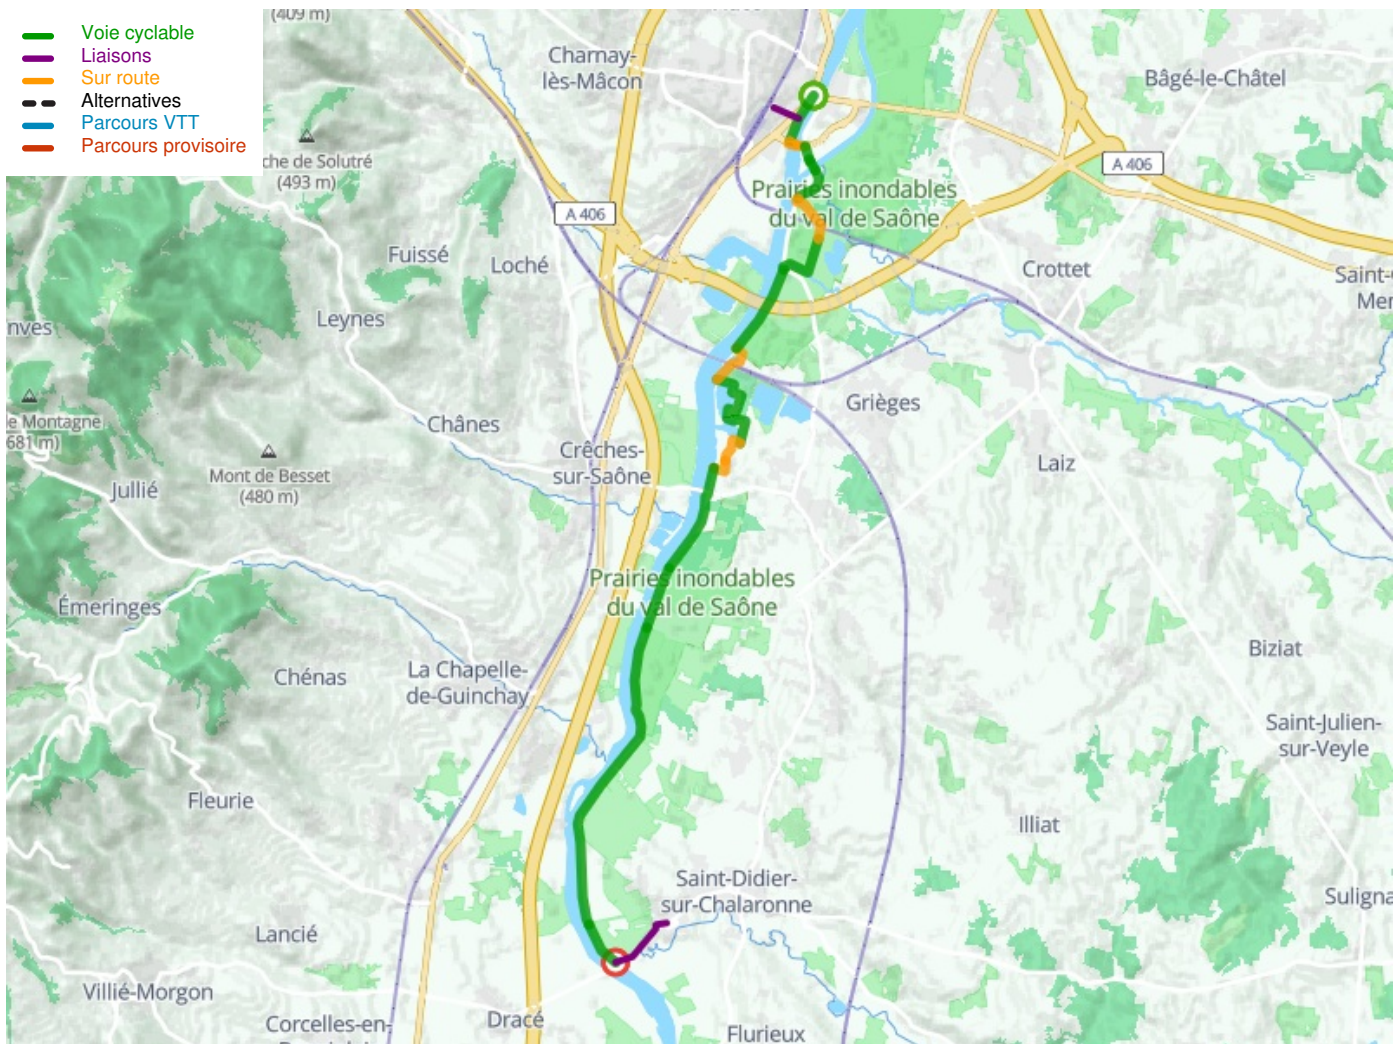 (409 m)
Voie cyclable
Liaisons
Sur route
Alternatives
Parcours VTT
Parcours provisoire
Charnay-
lès-Mâcon
Bâgé-le-Châtel
che de Solutré
(493 m)
A 406
A 406
Prairies inondables
du val de Saône
Fuissé
Loché
Crottet
Saint-
Mer
nves
Leynes
Grièges
e Montagne
681 m)
Chânes
Crêches-
sur-Saône
Laiz
Mont de Besset
(480 m)
Jullié
Prairies inondables
du val de Saône
Émeringes
Biziat
Chénas
La Chapelle-
de-Guinchay
Saint-Julien-
sur-Veyle
Fleurie
Illiat
Saint-Didier-
sur-Chalaronne
Suligna
Lancié
Villié-Morgon
Corcelles-en-
Dracé
Flurieux